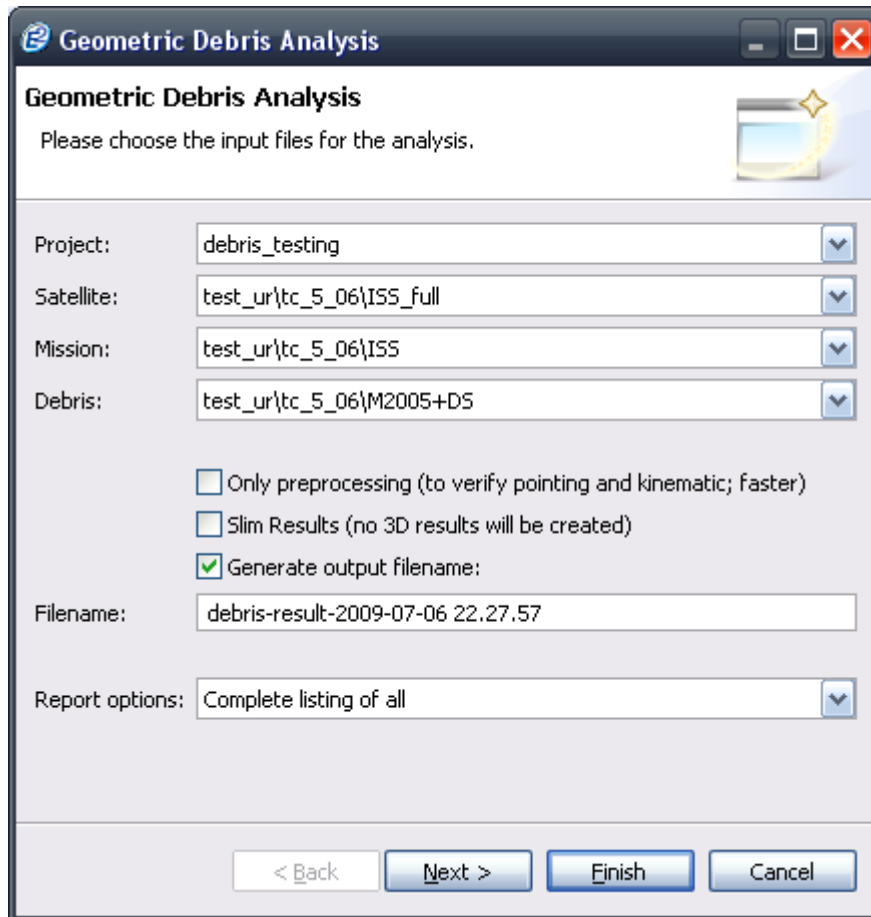 Geometric Debris Analysis
Geometric Debris Analysis
Please choose the input files for the analysis.
Project: debris_testing
Satellite: test_ur\tc_5_06\ISS_full
Mission: test_ur\tc_5_06\ISS
Debris: test_ur\tc_5_06\M2005+DS
Only preprocessing (to verify pointing and kinematic; faster)
Slim Results (no 3D results will be created)
Generate output filename:
Filename: debris-result-2009-07-06 22.27.57
Report options: Complete listing of all
< Back Next > Finish Cancel